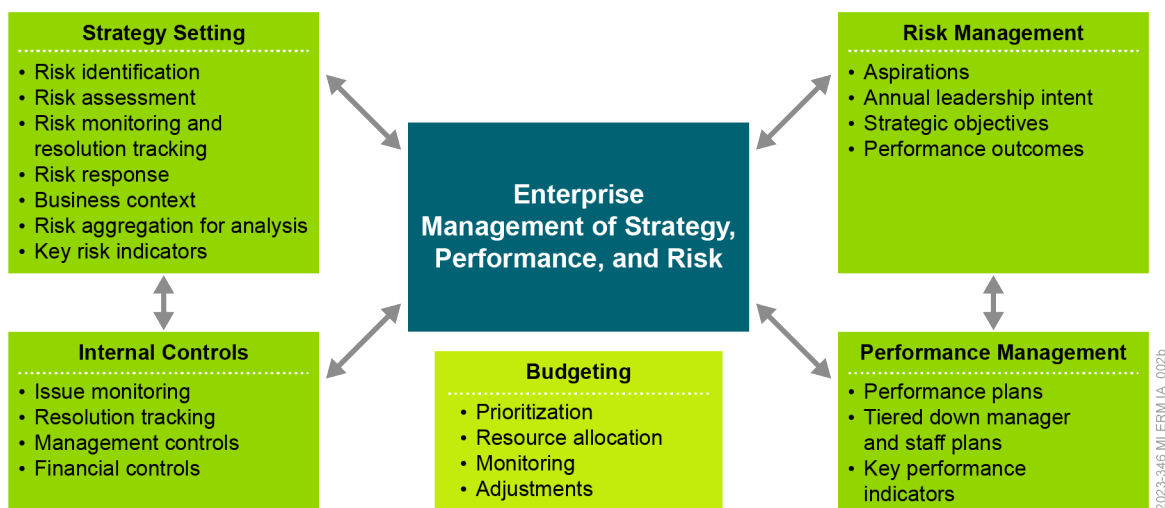 Strategy Setting
• Risk identification
• Risk assessment
• Risk monitoring and
resolution tracking
• Risk response
• Business context
• Risk aggregation for analysis
• Key risk indicators
Risk Management
• Aspirations
• Annual leadership intent
• Strategic objectives
• Performance outcomes
Enterprise
Management of Strategy,
Performance, and Risk
Internal Controls
• Issue monitoring
• Resolution tracking
• Management controls
• Financial controls
Budgeting
• Prioritization
• Resource allocation
• Monitoring
• Adjustments
Performance Management
• Performance plans
• Tiered down manager
and staff plans
• Key performance
indicators
2023-346 MLERM IA_002b